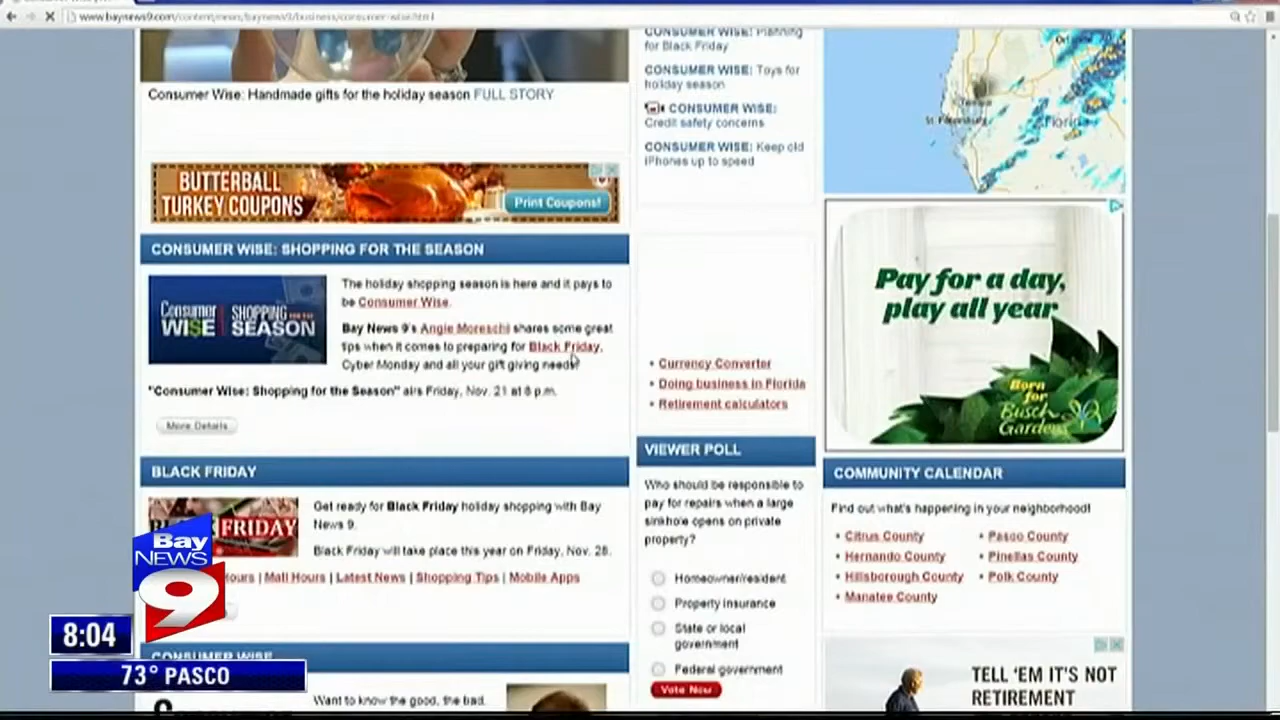 www.baynews9.com/content/news/baynews9/business/consumer-wise.html
Consumer Wise: Handmade gifts for the holiday season FULL STORY
BUTTERBALL
TURKEY COUPONS
Print Coupons!
CONSUMER WISE: SHOPPING FOR THE SEASON
Consumer
WI$E
SHOPPING FOR THE
SEASON
The holiday shopping season is here and it pays to
be Consumer Wise.
Bay News 9's Angie Moreschi shares some great
tips when it comes to preparing for Black Friday,
Cyber Monday and all your gift giving needs!
"Consumer Wise: Shopping for the Season" airs Friday, Nov. 21 at 8 p.m.
More Details
BLACK FRIDAY
FRIDAY
Get ready for Black Friday holiday shopping with Bay
News 9.
Black Friday will take place this year on Friday, Nov. 28.
Hours | Mall Hours | Latest News | Shopping Tips | Mobile Apps
CONSUMER WISE
Want to know the good, the bad,
CONSUMER WISE: Planning
for Black Friday
CONSUMER WISE: Toys for
holiday season
CONSUMER WISE:
Credit safety concerns
CONSUMER WISE: Keep old
iPhones up to speed
• Currency Converter
• Doing business in Florida
• Retirement calculators
VIEWER POLL
Who should be responsible to
pay for repairs when a large
sinkhole opens on private
property?
Homeowner/resident
Property insurance
State or local
government
Federal government
Vote Now
Orlando
Tampa
St. Petersburg
Florida
Pay for a day,
play all year
Born
for
Busch
Gardens
COMMUNITY CALENDAR
Find out what's happening in your neighborhood!
• Citrus County
• Hernando County
• Hillsborough County
• Manatee County
• Pasco County
• Pinellas County
• Polk County
TELL 'EM IT'S NOT
RETIREMENT
Bay
NEWS
9
8:04
73° PASCO